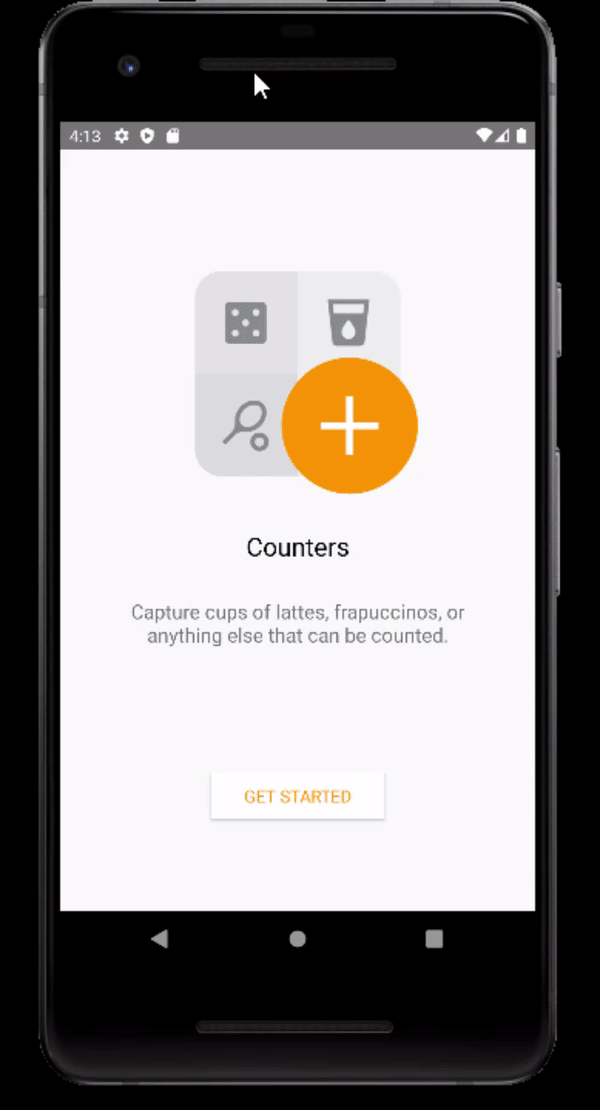 4:13
Counters
Capture cups of lattes, frapuccinos, or
anything else that can be counted.
GET STARTED